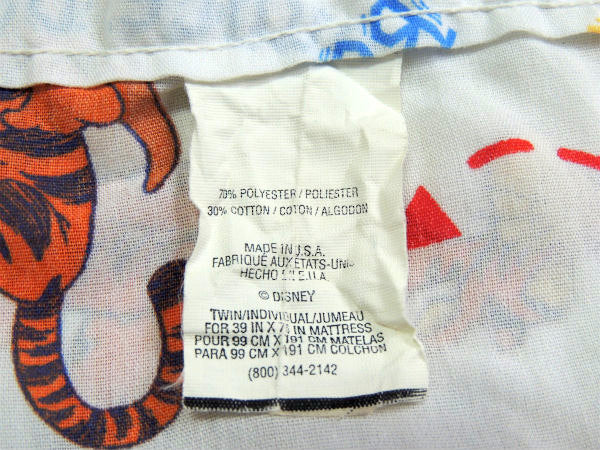 70% POLYESTER / POLIESTER
30% COTTON / COTON / ALGODON
MADE IN U.S.A.
FABRIQUÉ AUX ETATS-UNIS
HECHO EN E.U.A.
© DISNEY
TWIN/INDIVIDUAL/JUMEAU
FOR 39 IN X 75 IN MATTRESS
POUR 99 CM X 191 CM MATELAS
PARA 99 CM X 191 CM COLCHON
(800) 344-2142